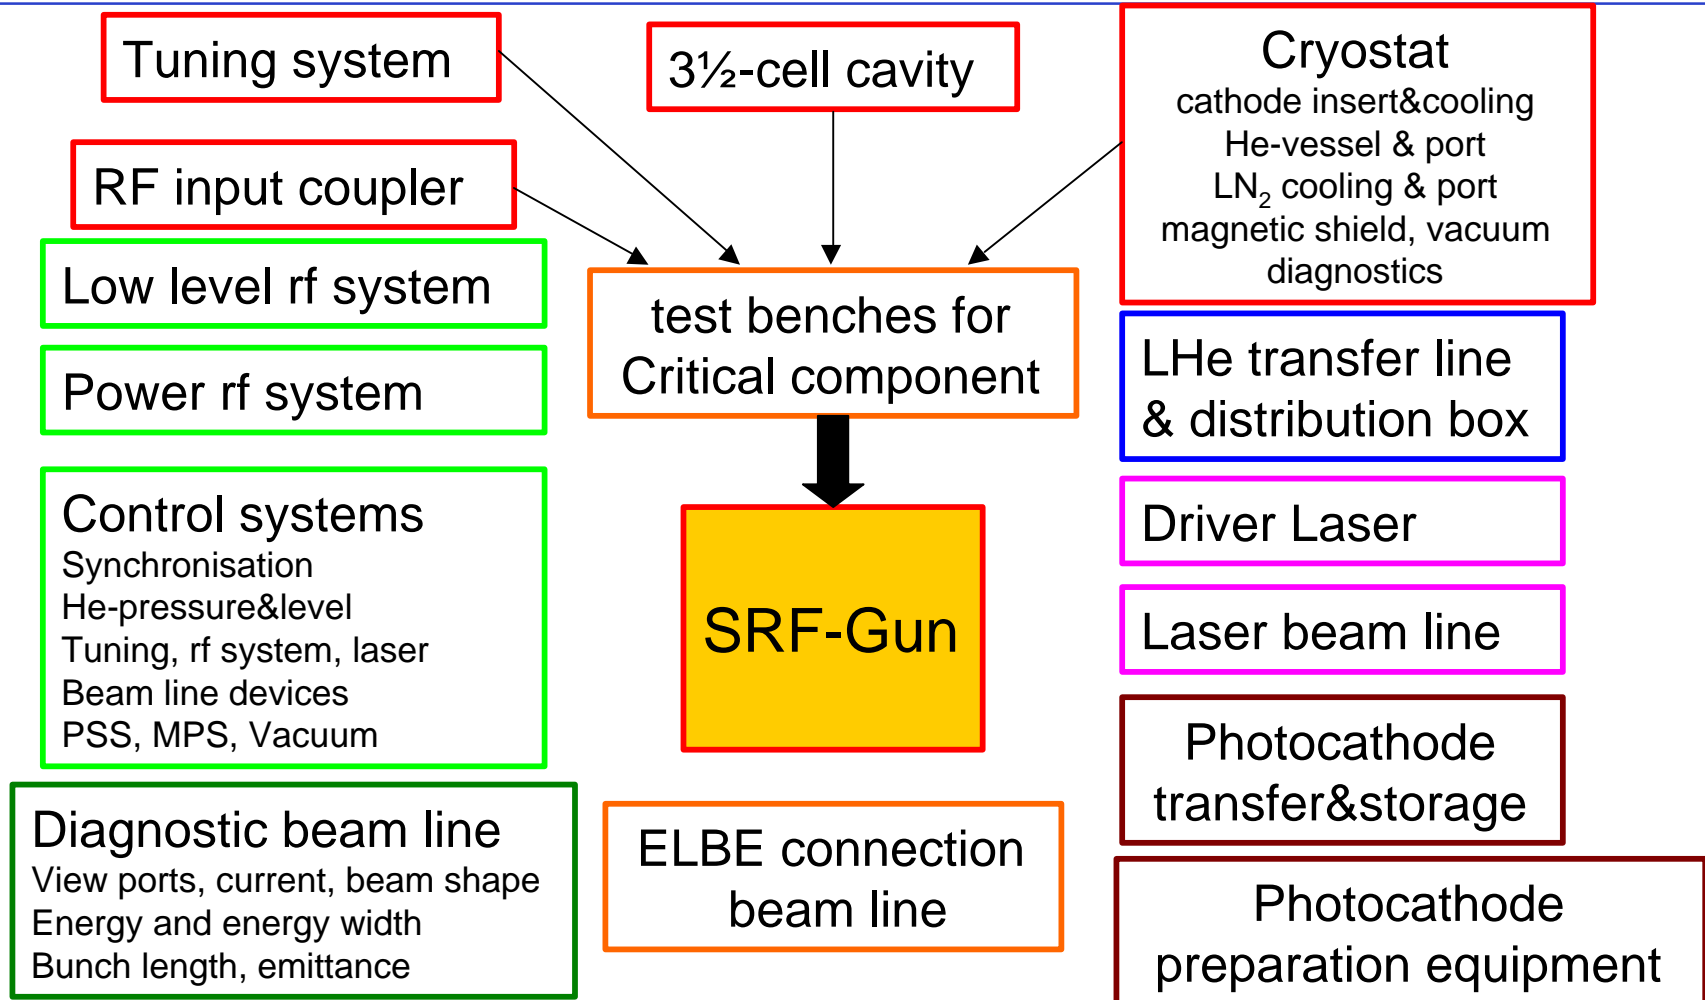 Tuning system
3½-cell cavity
Cryostat
cathode insert&cooling
He-vessel & port
LN₂ cooling & port
magnetic shield, vacuum
diagnostics
RF input coupler
Low level rf system
Power rf system
test benches for
Critical component
LHe transfer line
& distribution box
Control systems
Synchronisation
He-pressure&level
Tuning, rf system, laser
Beam line devices
PSS, MPS, Vacuum
SRF-Gun
Driver Laser
Laser beam line
Photocathode
transfer&storage
Diagnostic beam line
View ports, current, beam shape
Energy and energy width
Bunch length, emittance
ELBE connection
beam line
Photocathode
preparation equipment